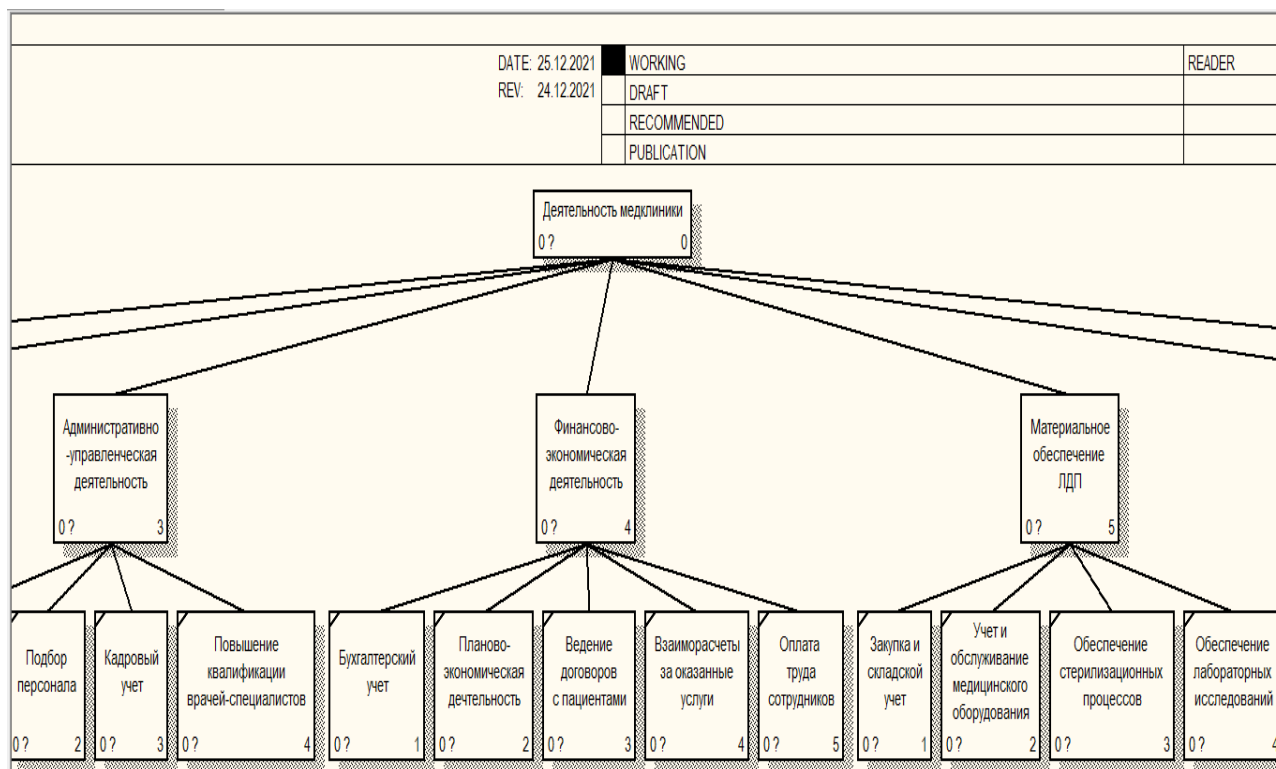 DATE: 25.12.2021
REV: 24.12.2021
WORKING
READER
DRAFT
RECOMMENDED
PUBLICATION
Деятельность медклиники
0 ? 0
Административно
-управленческая
деятельность
0 ? 3
Финансово-
экономическая
деятельность
0 ? 4
Материальное
обеспечение
ЛДП
0 ? 5
Подбор
персонала
0 ? 2
Кадровый
учет
0 ? 3
Повышение
квалификации
врачей-специалистов
0 ? 4
Бухгалтерский
учет
0 ? 1
Планово-
экономическая
дечтельность
0 ? 2
Ведение
договоров
с пациентами
0 ? 3
Взаиморасчеты
за оказанные
услуги
0 ? 4
Оплата
труда
сотрудников
0 ? 5
Закупка и
складской
учет
0 ? 1
Учет и
обслуживание
медицинского
оборудования
0 ? 2
Обеспечение
стерилизационных
процессов
0 ? 3
Обеспечение
лабораторных
исследований
0 ? 4